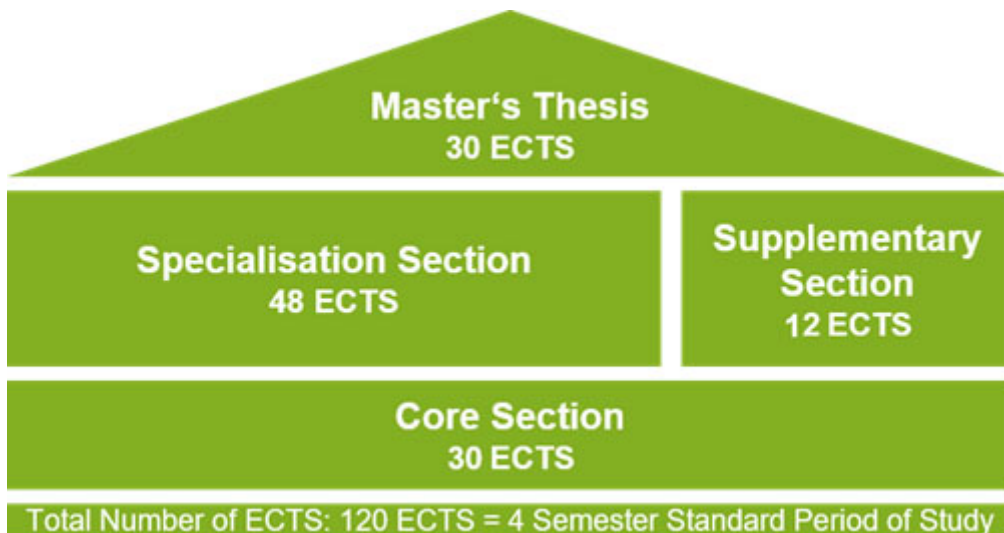 Master‘s Thesis
30 ECTS
Specialisation Section
48 ECTS
Supplementary
Section
12 ECTS
Core Section
30 ECTS
Total Number of ECTS: 120 ECTS = 4 Semester Standard Period of Study